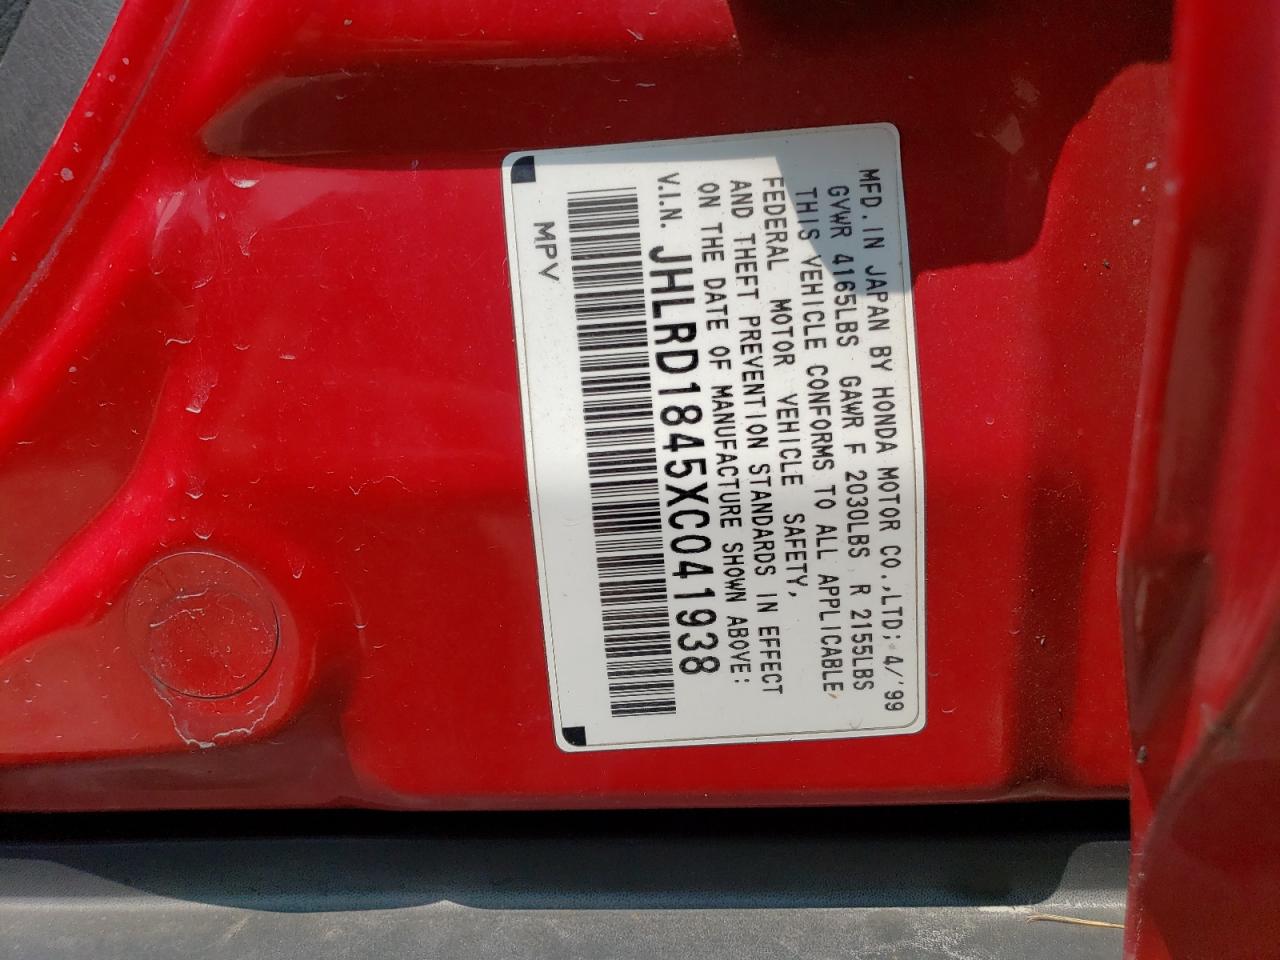 MFD. IN JAPAN BY HONDA MOTOR CO.,LTD; 4/'99
GVWR 4165LBS GAWR F 2030LBS R 2155LBS
THIS VEHICLE CONFORMS TO ALL APPLICABLE
FEDERAL MOTOR VEHICLE SAFETY,
AND THEFT PREVENTION STANDARDS IN EFFECT
ON THE DATE OF MANUFACTURE SHOWN ABOVE:
V.I.N. JHLRD1845XC041938
MPV